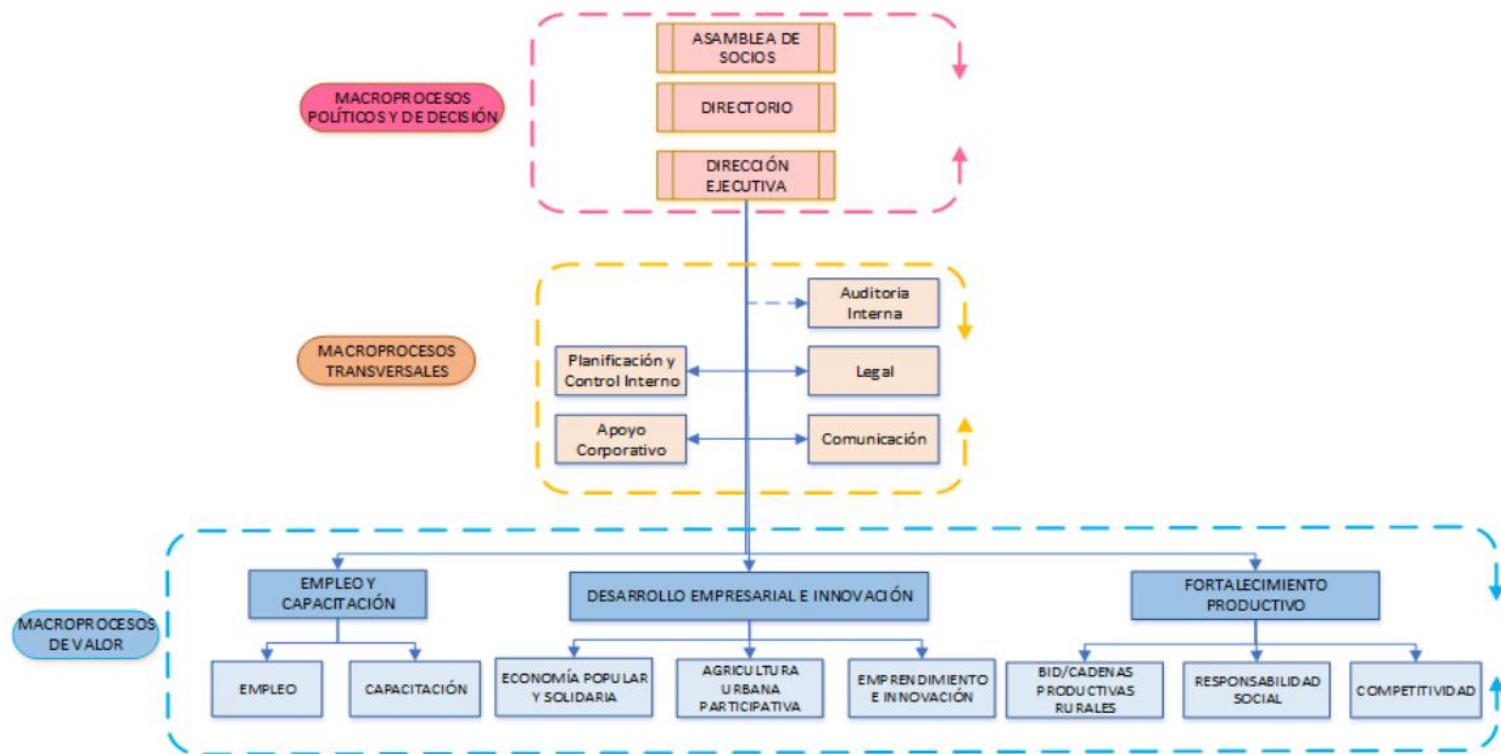 ASAMBLEA DE
SOCIOS
MACROPROCESOS
POLÍTICOS Y DE DECISIÓN
DIRECTORIO
DIRECCIÓN
EJECUTIVA
Auditoria
Interna
MACROPROCESOS
TRANSVERSALES
Planificación y
Control Interno
Legal
Apoyo
Corporativo
Comunicación
EMPLEO Y
CAPACITACIÓN
DESARROLLO EMPRESARIAL E INNOVACIÓN
FORTALECIMIENTO
PRODUCTIVO
MACROPROCESOS
DE VALOR
EMPLEO
CAPACITACIÓN
ECONOMÍA POPULAR
Y SOLIDARIA
AGRICULTURA
URBANA
PARTICIPATIVA
EMPRENDIMIENTO
E INNOVACIÓN
BID/CADENAS
PRODUCTIVAS
RURALES
RESPONSABILIDAD
SOCIAL
COMPETITIVIDAD